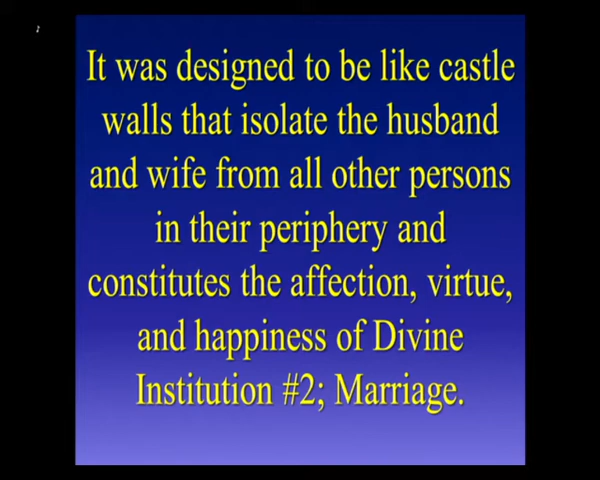 It was designed to be like castle
walls that isolate the husband
and wife from all other persons
in their periphery and
constitutes the affection, virtue,
and happiness of Divine
Institution #2; Marriage.